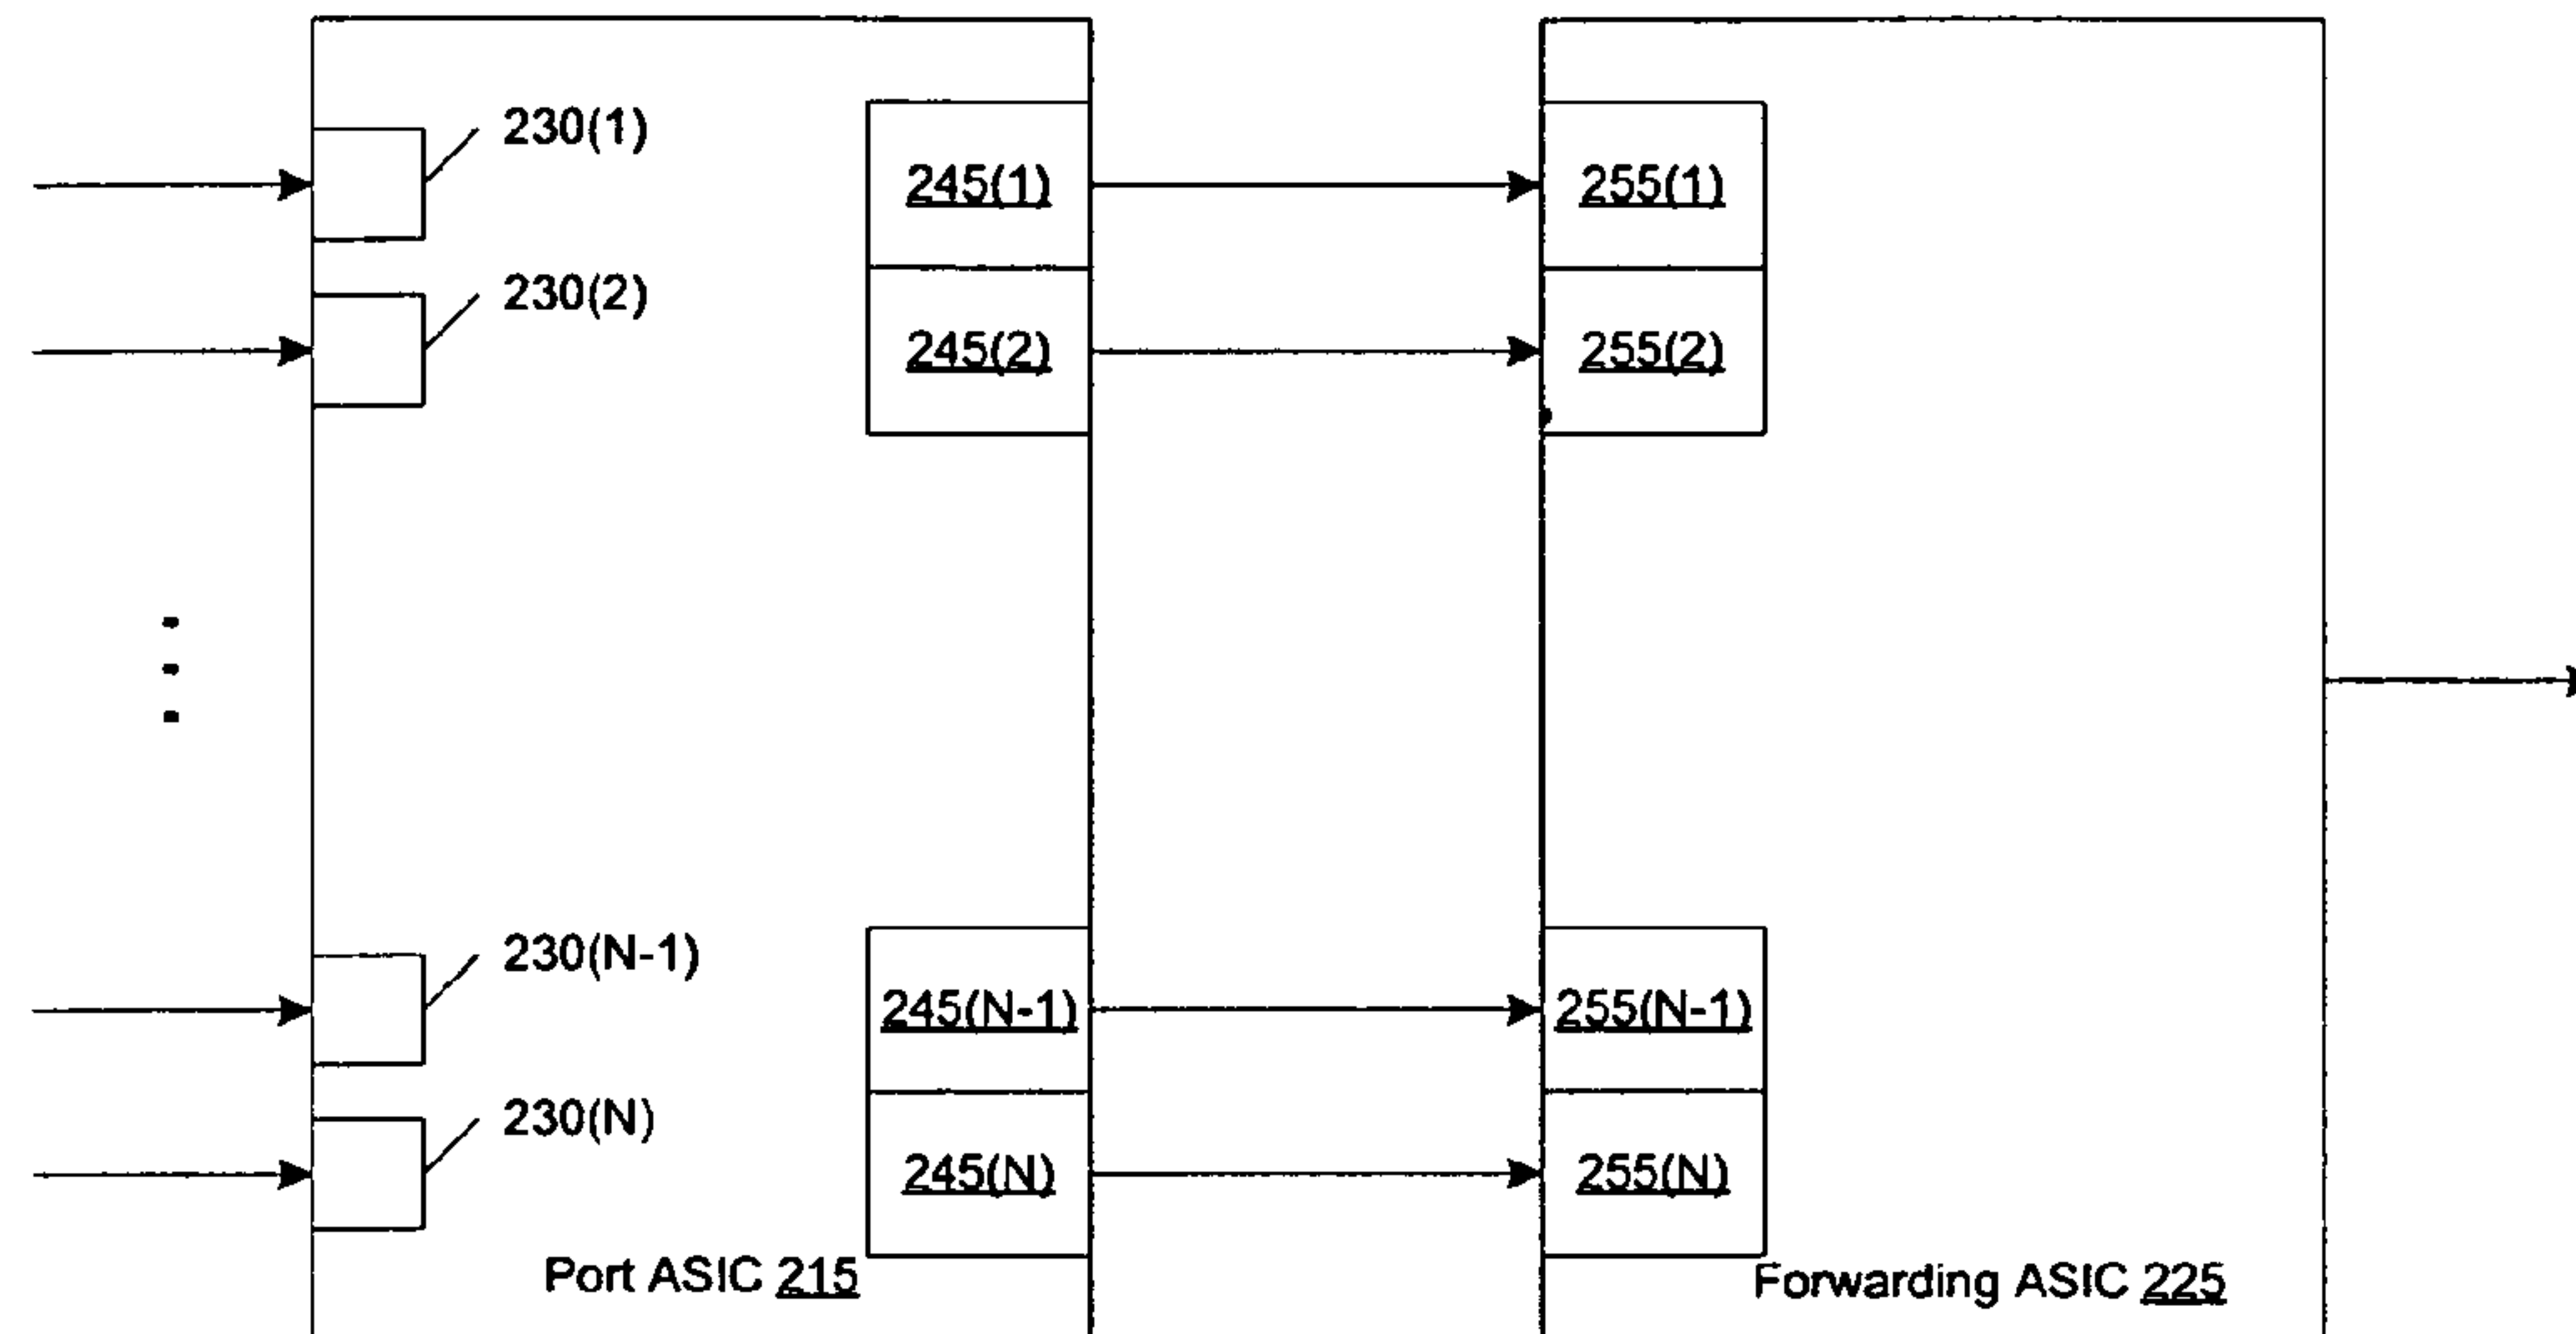 230(1)
245(1)
255(1)
230(2)
245(2)
255(2)
230(N-1)
245(N-1)
255(N-1)
230(N)
245(N)
255(N)
Port ASIC 215
Forwarding ASIC 225